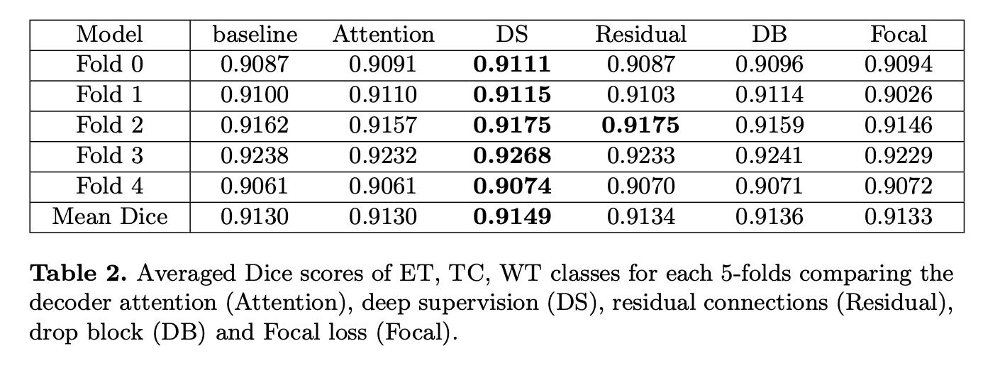 Model baseline Attention DS Residual DB Focal
Fold 0 0.9087 0.9091 0.9111 0.9087 0.9096 0.9094
Fold 1 0.9100 0.9110 0.9115 0.9103 0.9114 0.9026
Fold 2 0.9162 0.9157 0.9175 0.9175 0.9159 0.9146
Fold 3 0.9238 0.9232 0.9268 0.9233 0.9241 0.9229
Fold 4 0.9061 0.9061 0.9074 0.9070 0.9071 0.9072
Mean Dice 0.9130 0.9130 0.9149 0.9134 0.9136 0.9133
Table 2. Averaged Dice scores of ET, TC, WT classes for each 5-folds comparing the
decoder attention (Attention), deep supervision (DS), residual connections (Residual),
drop block (DB) and Focal loss (Focal).